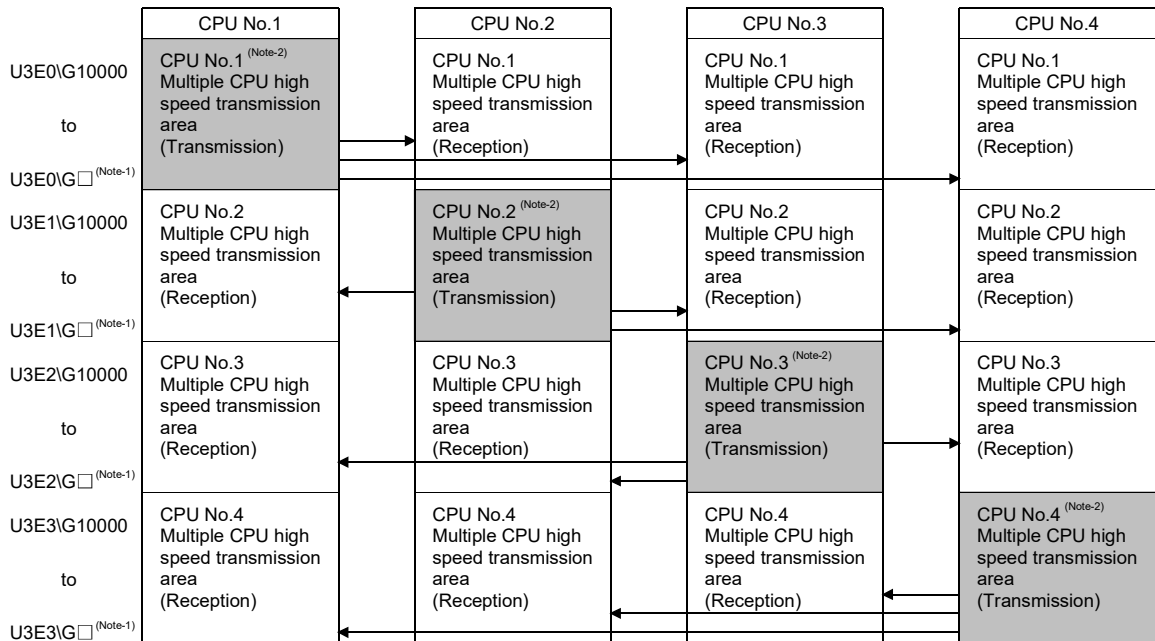 CPU No.1 CPU No.2 CPU No.3 CPU No.4
U3E0\G10000
to
U3E0\G□ (Note-1)
CPU No.1 (Note-2)
Multiple CPU high
speed transmission
area
(Transmission)
CPU No.1
Multiple CPU high
speed transmission
area
(Reception)
CPU No.1
Multiple CPU high
speed transmission
area
(Reception)
CPU No.1
Multiple CPU high
speed transmission
area
(Reception)
U3E1\G10000
to
U3E1\G□ (Note-1)
CPU No.2
Multiple CPU high
speed transmission
area
(Reception)
CPU No.2 (Note-2)
Multiple CPU high
speed transmission
area
(Transmission)
CPU No.2
Multiple CPU high
speed transmission
area
(Reception)
CPU No.2
Multiple CPU high
speed transmission
area
(Reception)
U3E2\G10000
to
U3E2\G□ (Note-1)
CPU No.3
Multiple CPU high
speed transmission
area
(Reception)
CPU No.3
Multiple CPU high
speed transmission
area
(Reception)
CPU No.3 (Note-2)
Multiple CPU high
speed transmission
area
(Transmission)
CPU No.3
Multiple CPU high
speed transmission
area
(Reception)
U3E3\G10000
to
U3E3\G□ (Note-1)
CPU No.4
Multiple CPU high
speed transmission
area
(Reception)
CPU No.4
Multiple CPU high
speed transmission
area
(Reception)
CPU No.4
Multiple CPU high
speed transmission
area
(Reception)
CPU No.4 (Note-2)
Multiple CPU high
speed transmission
area
(Transmission)